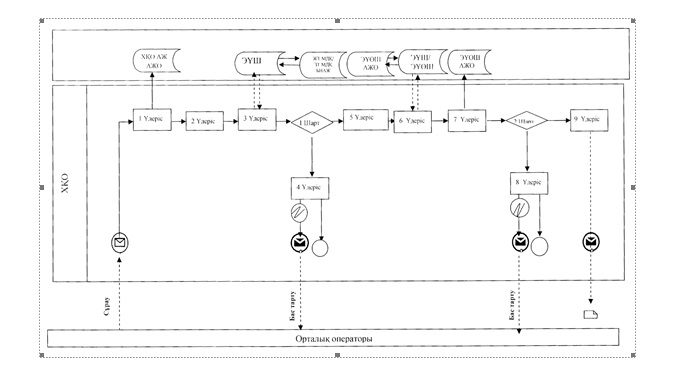 ХҚО АЖ
АЖО
ЭҮШ
ЭҮОШ
АЖО
ЭҮШ/
ЭҮОШ
ЭҮОШ
АЖО
ХҚО
1 Үдеріс
2 Үдеріс
3 Үдеріс
1 Шарт
5 Үдеріс
6 Үдеріс
7 Үдеріс
2 Шарт
9 Үдеріс
4 Үдеріс
8 Үдеріс
Сұрау
Бас тарту
Бас тарту
Орталық операторы